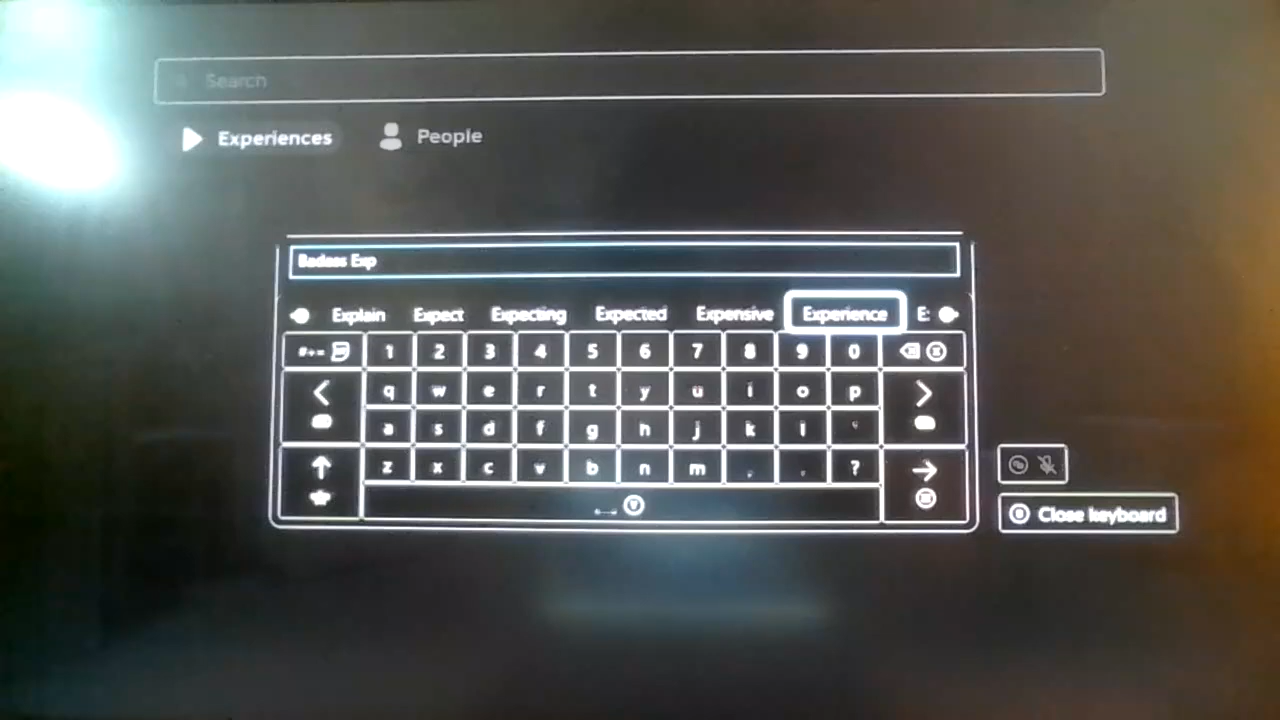 Search
Experiences People
Badass Exp
Explain Expect Expecting Expected Expensive Experience E:
#+= 1 2 3 4 5 6 7 8 9 0
q w e r t y u i o p
a s d f g h j k l '
z x c v b n m , . ?
Close keyboard